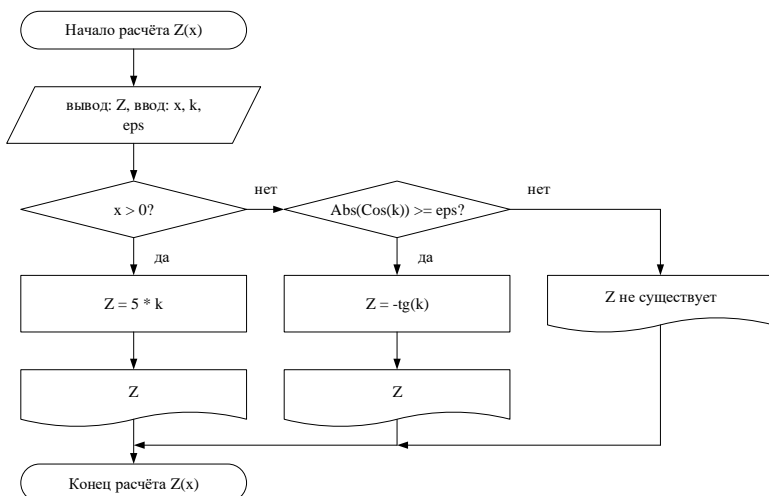 Начало расчёта Z(x)
вывод: Z, ввод: x, k,
eps
x > 0?
нет
Abs(Cos(k)) >= eps?
нет
да
да
Z = 5 * k
Z = -tg(k)
Z не существует
Z
Z
Конец расчёта Z(x)